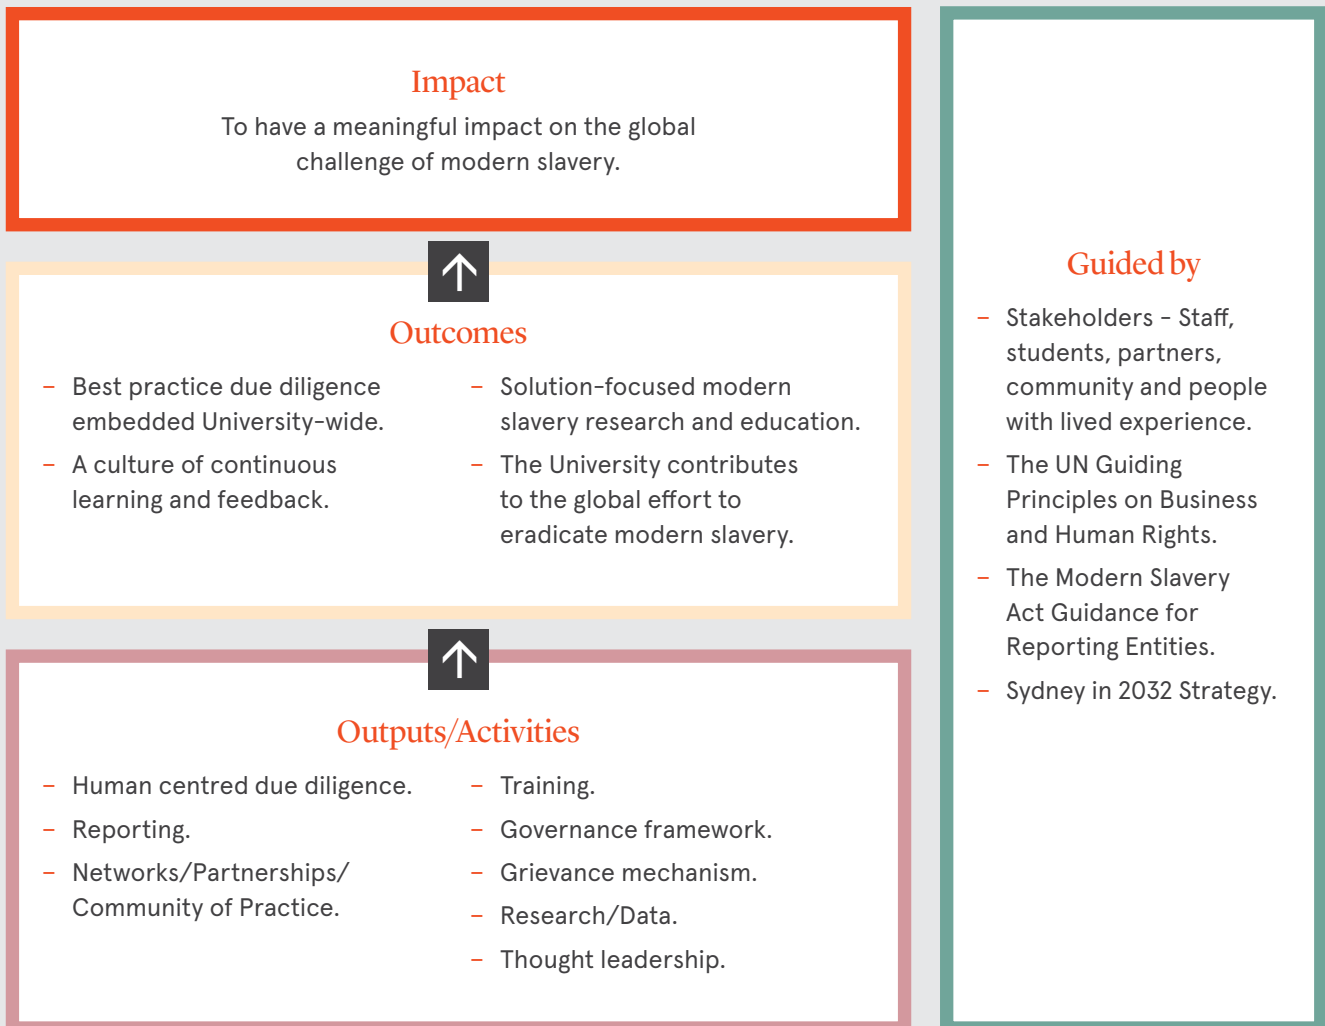 Impact
To have a meaningful impact on the global
challenge of modern slavery.
Outcomes
– Best practice due diligence
embedded University-wide.
– A culture of continuous
learning and feedback.
– Solution-focused modern
slavery research and education.
– The University contributes
to the global effort to
eradicate modern slavery.
Outputs/Activities
– Human centred due diligence.
– Reporting.
– Networks/Partnerships/
Community of Practice.
– Training.
– Governance framework.
– Grievance mechanism.
– Research/Data.
– Thought leadership.
Guided by
– Stakeholders - Staff,
students, partners,
community and people
with lived experience.
– The UN Guiding
Principles on Business
and Human Rights.
– The Modern Slavery
Act Guidance for
Reporting Entities.
– Sydney in 2032 Strategy.